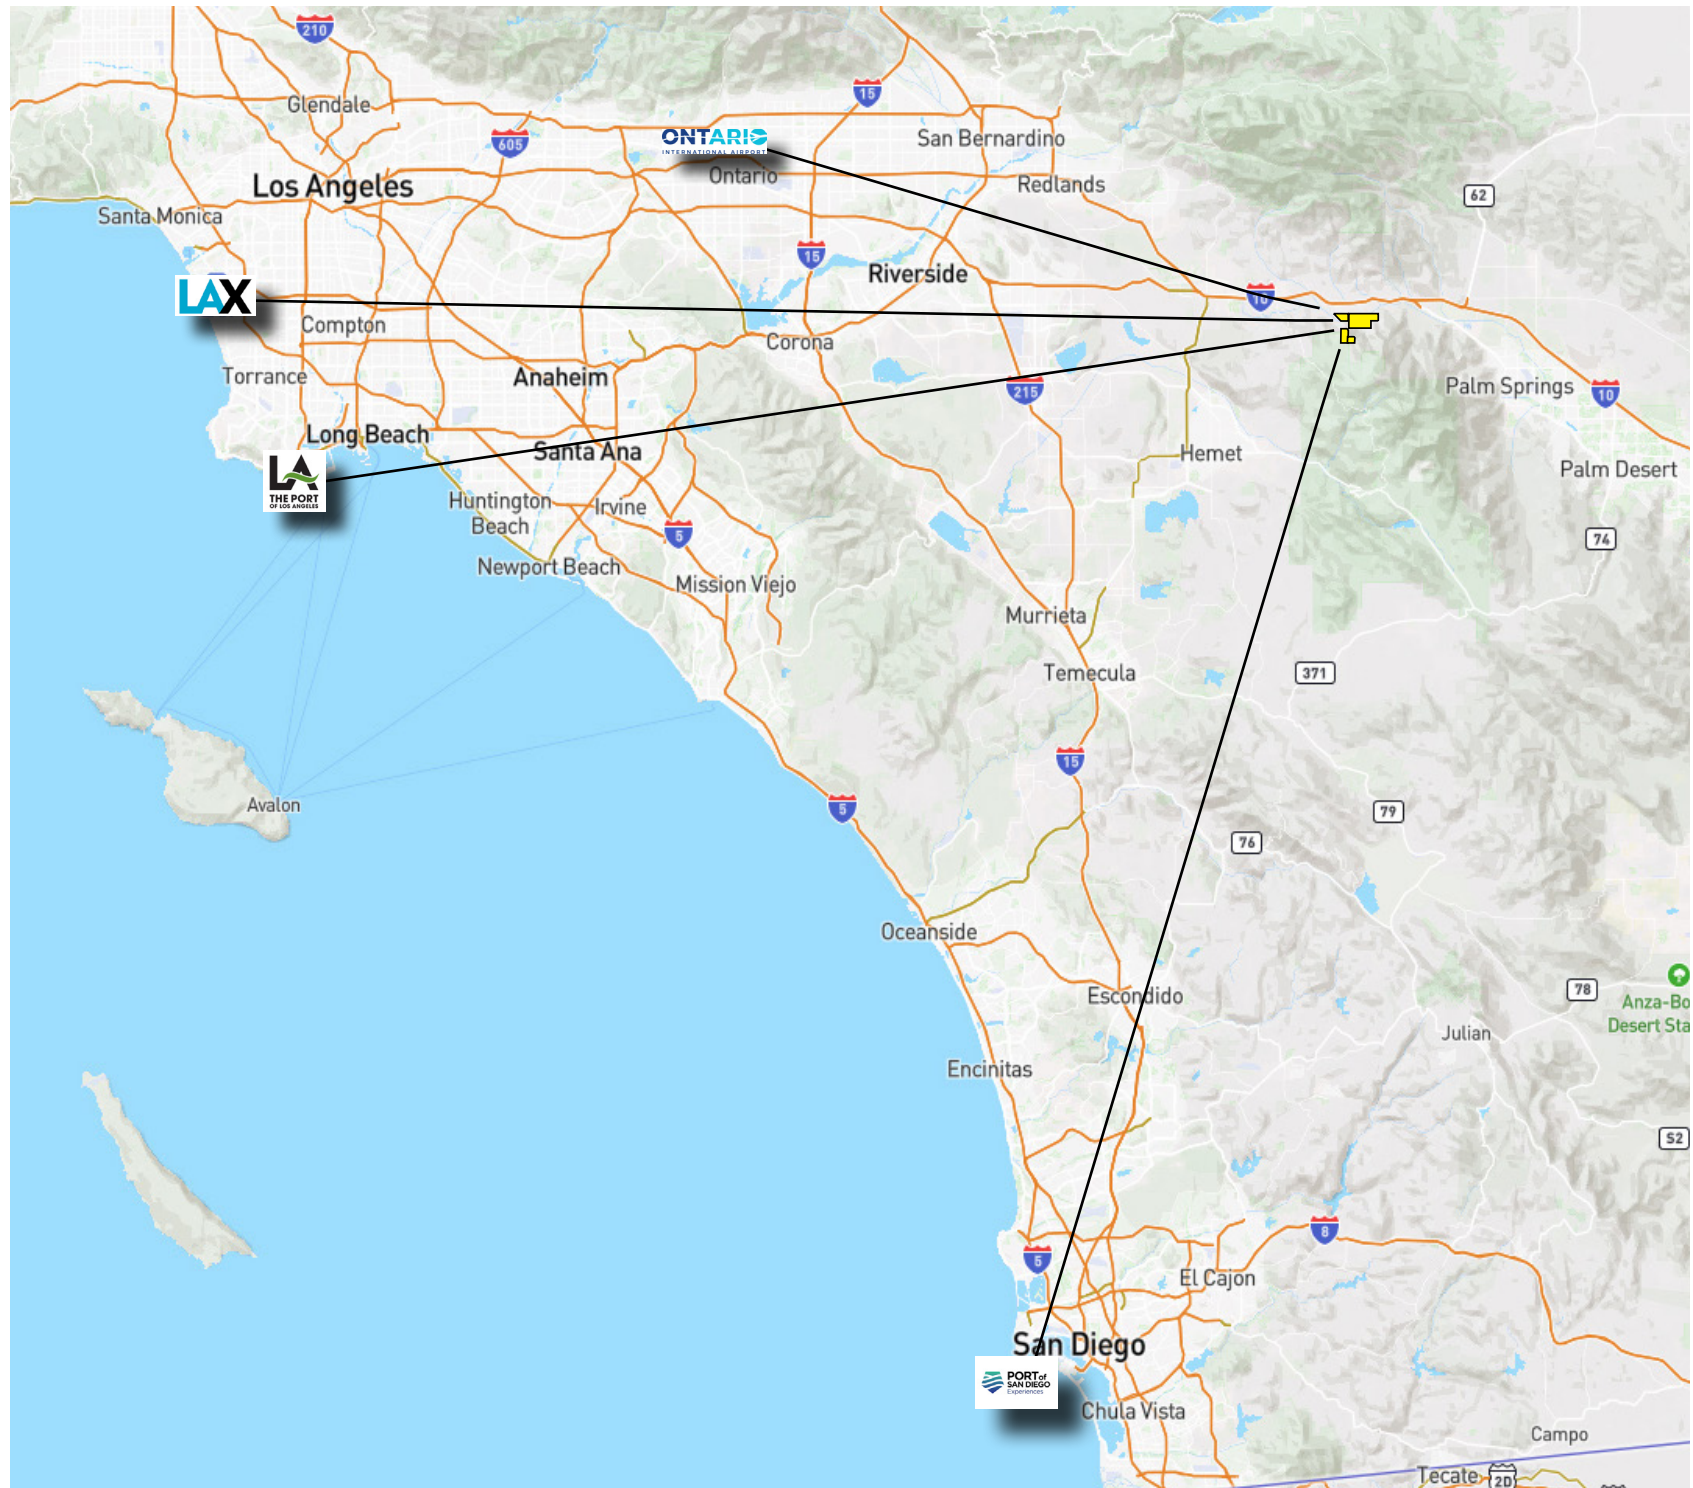 210
Glendale
15
ONTARIO
INTERNATIONAL AIRPORT
605
San Bernardino
Ontario
Redlands
Los Angeles
62
Santa Monica
15
Riverside
LAX
10
Compton
Corona
Torrance
Anaheim
215
Palm Springs
10
Long Beach
Santa Ana
Hemet
LA
THE PORT
OF LOS ANGELES
Palm Desert
Huntington
Beach
Irvine
5
74
Newport Beach
Mission Viejo
Murrieta
Temecula
371
15
Avalon
5
79
76
Oceanside
Escondido
78
Anza-Bo
Desert Sta
Julian
Encinitas
S2
8
5
El Cajon
San Diego
PORT of
SAN DIEGO
Experiences
Chula Vista
Campo
Tecate
2D